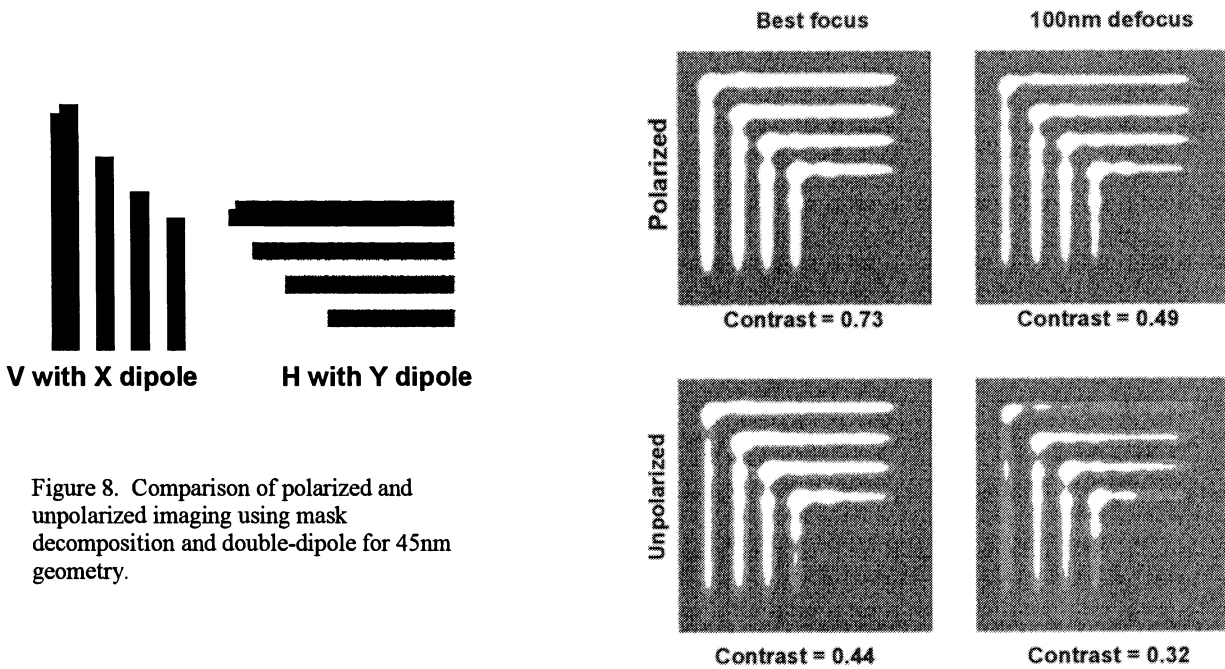 Best focus
100nm defocus
Polarized
Contrast = 0.73
Contrast = 0.49
V with X dipole
H with Y dipole
Unpolarized
Contrast = 0.44
Contrast = 0.32
Figure 8. Comparison of polarized and
unpolarized imaging using mask
decomposition and double-dipole for 45nm
geometry.